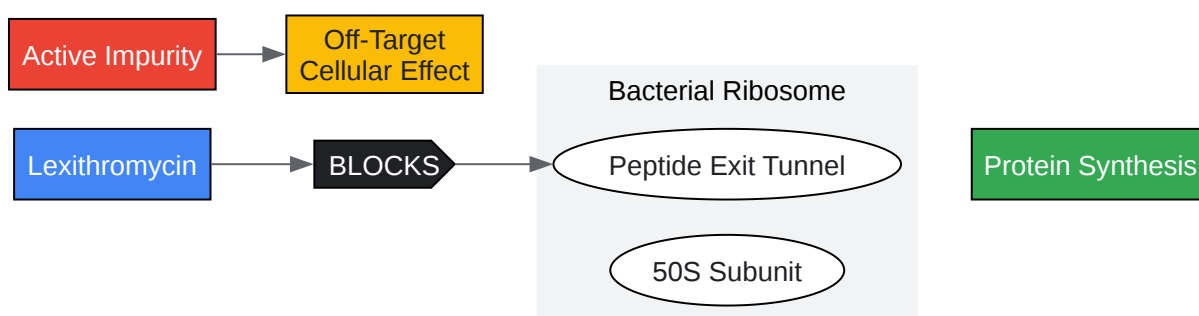 Active Impurity
Off-Target
Cellular Effect
Bacterial Ribosome
Lexithromycin
BLOCKS
Peptide Exit Tunnel
Protein Synthesis
50S Subunit